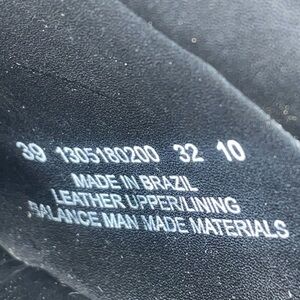 39 1305180200 32 10
MADE IN BRAZIL
LEATHER UPPER/LINING
BALANCE MAN MADE MATERIALS